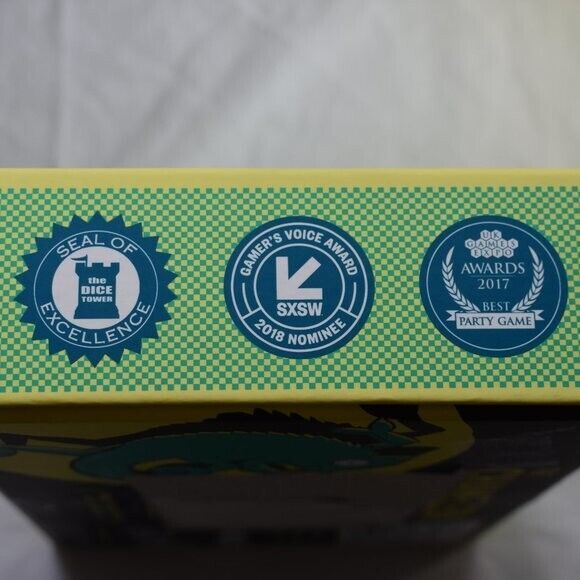 SEAL OF
the
DICE
TOWER
EXCELLENCE
GAMER'S VOICE AWARD
SXSW
2018 NOMINEE
UK
GAMES
EXPO
AWARDS
2017
BEST
PARTY GAME